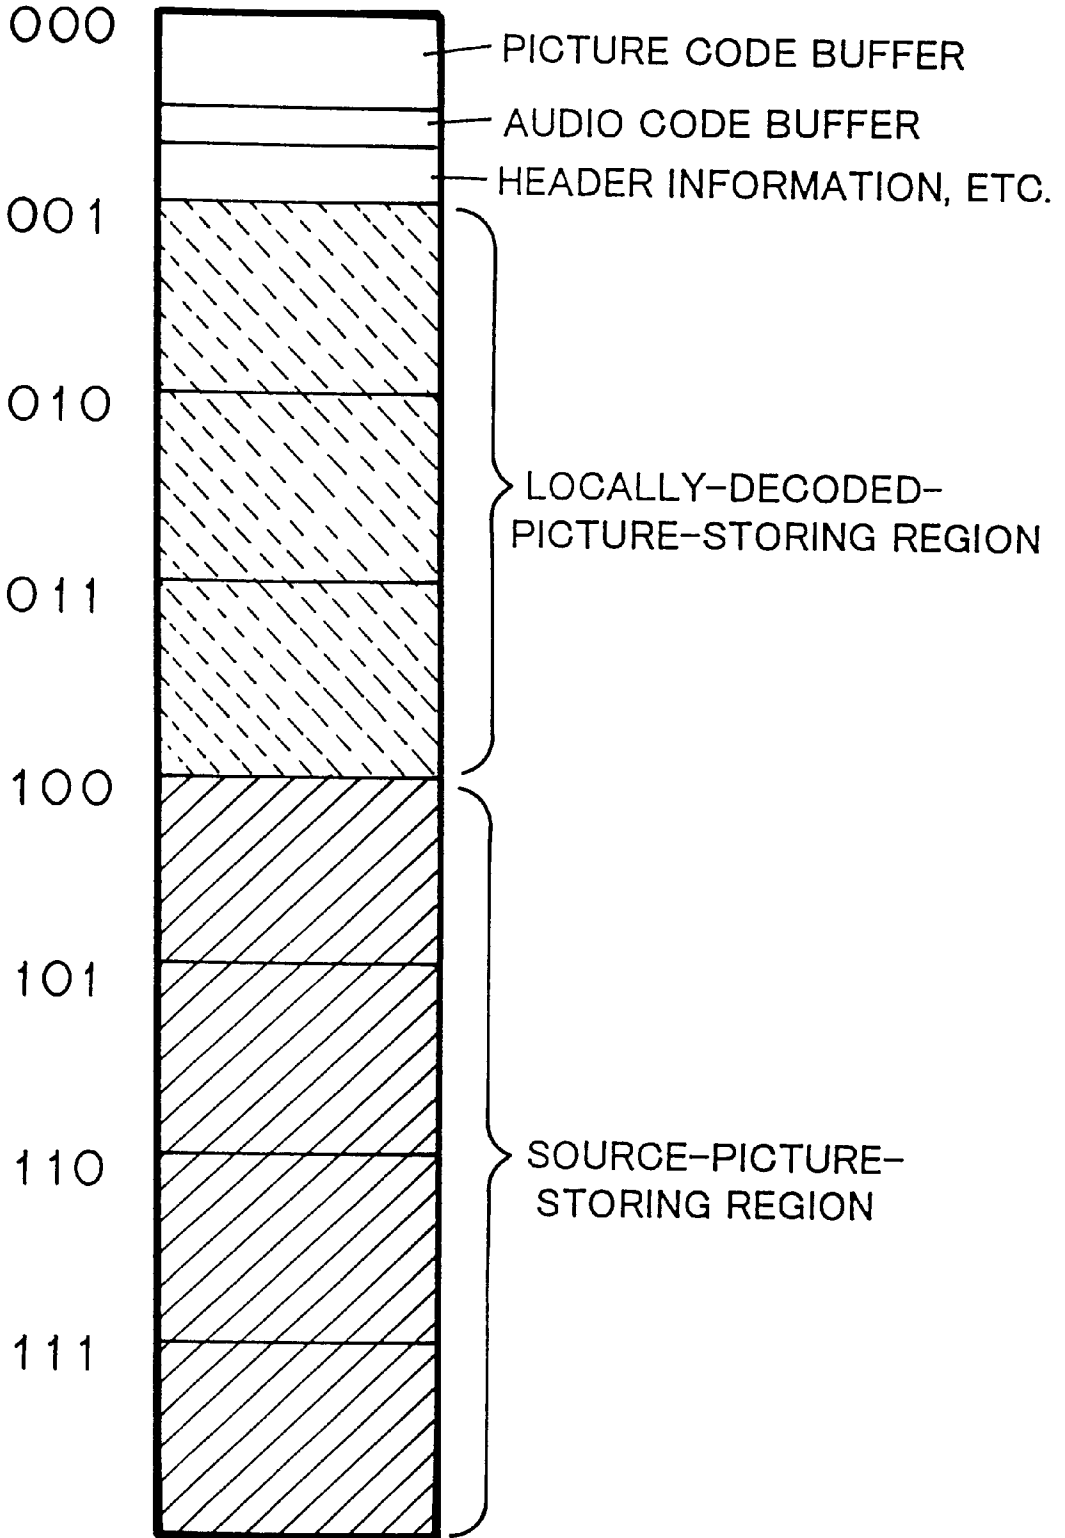 000
PICTURE CODE BUFFER
AUDIO CODE BUFFER
HEADER INFORMATION, ETC.
001
010
LOCALLY-DECODED-
PICTURE-STORING REGION
011
100
101
110
SOURCE-PICTURE-
STORING REGION
111